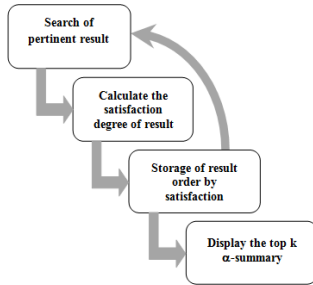 Search of
pertinent result
Calculate the
satisfaction
degree of result
Storage of result
order by
satisfaction
Display the top k
α-summary